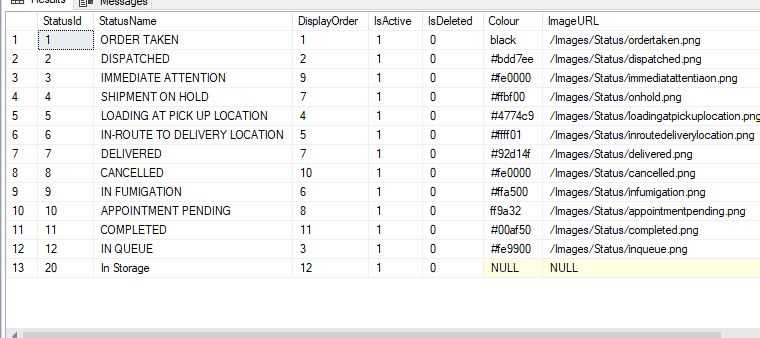 Results Messages
StatusId StatusName DisplayOrder IsActive IsDeleted Colour ImageURL
1 1 ORDER TAKEN 1 1 0 black /Images/Status/ordertaken.png
2 2 DISPATCHED 2 1 0 #bdd7ee /Images/Status/dispatched.png
3 3 IMMEDIATE ATTENTION 9 1 0 #fe0000 /Images/Status/immediatattentiaon.png
4 4 SHIPMENT ON HOLD 7 1 0 #ffbf00 /Images/Status/onhold.png
5 5 LOADING AT PICK UP LOCATION 4 1 0 #4774c9 /Images/Status/loadingatpickuplocation.png
6 6 IN-ROUTE TO DELIVERY LOCATION 5 1 0 #ffff01 /Images/Status/inroutedeliverylocation.png
7 7 DELIVERED 7 1 0 #92d14f /Images/Status/delivered.png
8 8 CANCELLED 10 1 0 #fe0000 /Images/Status/cancelled.png
9 9 IN FUMIGATION 6 1 0 #ffa500 /Images/Status/infumigation.png
10 10 APPOINTMENT PENDING 8 1 0 ff9a32 /Images/Status/appointmentpending.png
11 11 COMPLETED 11 1 0 #00af50 /Images/Status/completed.png
12 12 IN QUEUE 3 1 0 #fe9900 /Images/Status/inqueue.png
13 20 In Storage 12 1 0 NULL NULL